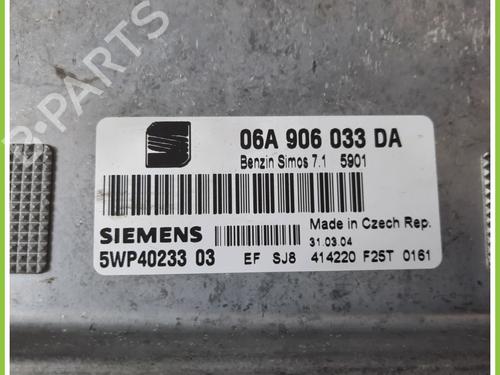 06A 906 033 DA
Benzin Simos 7.1 5901
SIEMENS
Made in Czech Rep.
31.03.04
5WP40233 03
EF SJ8 414220 F25T 0161
B-PARTS